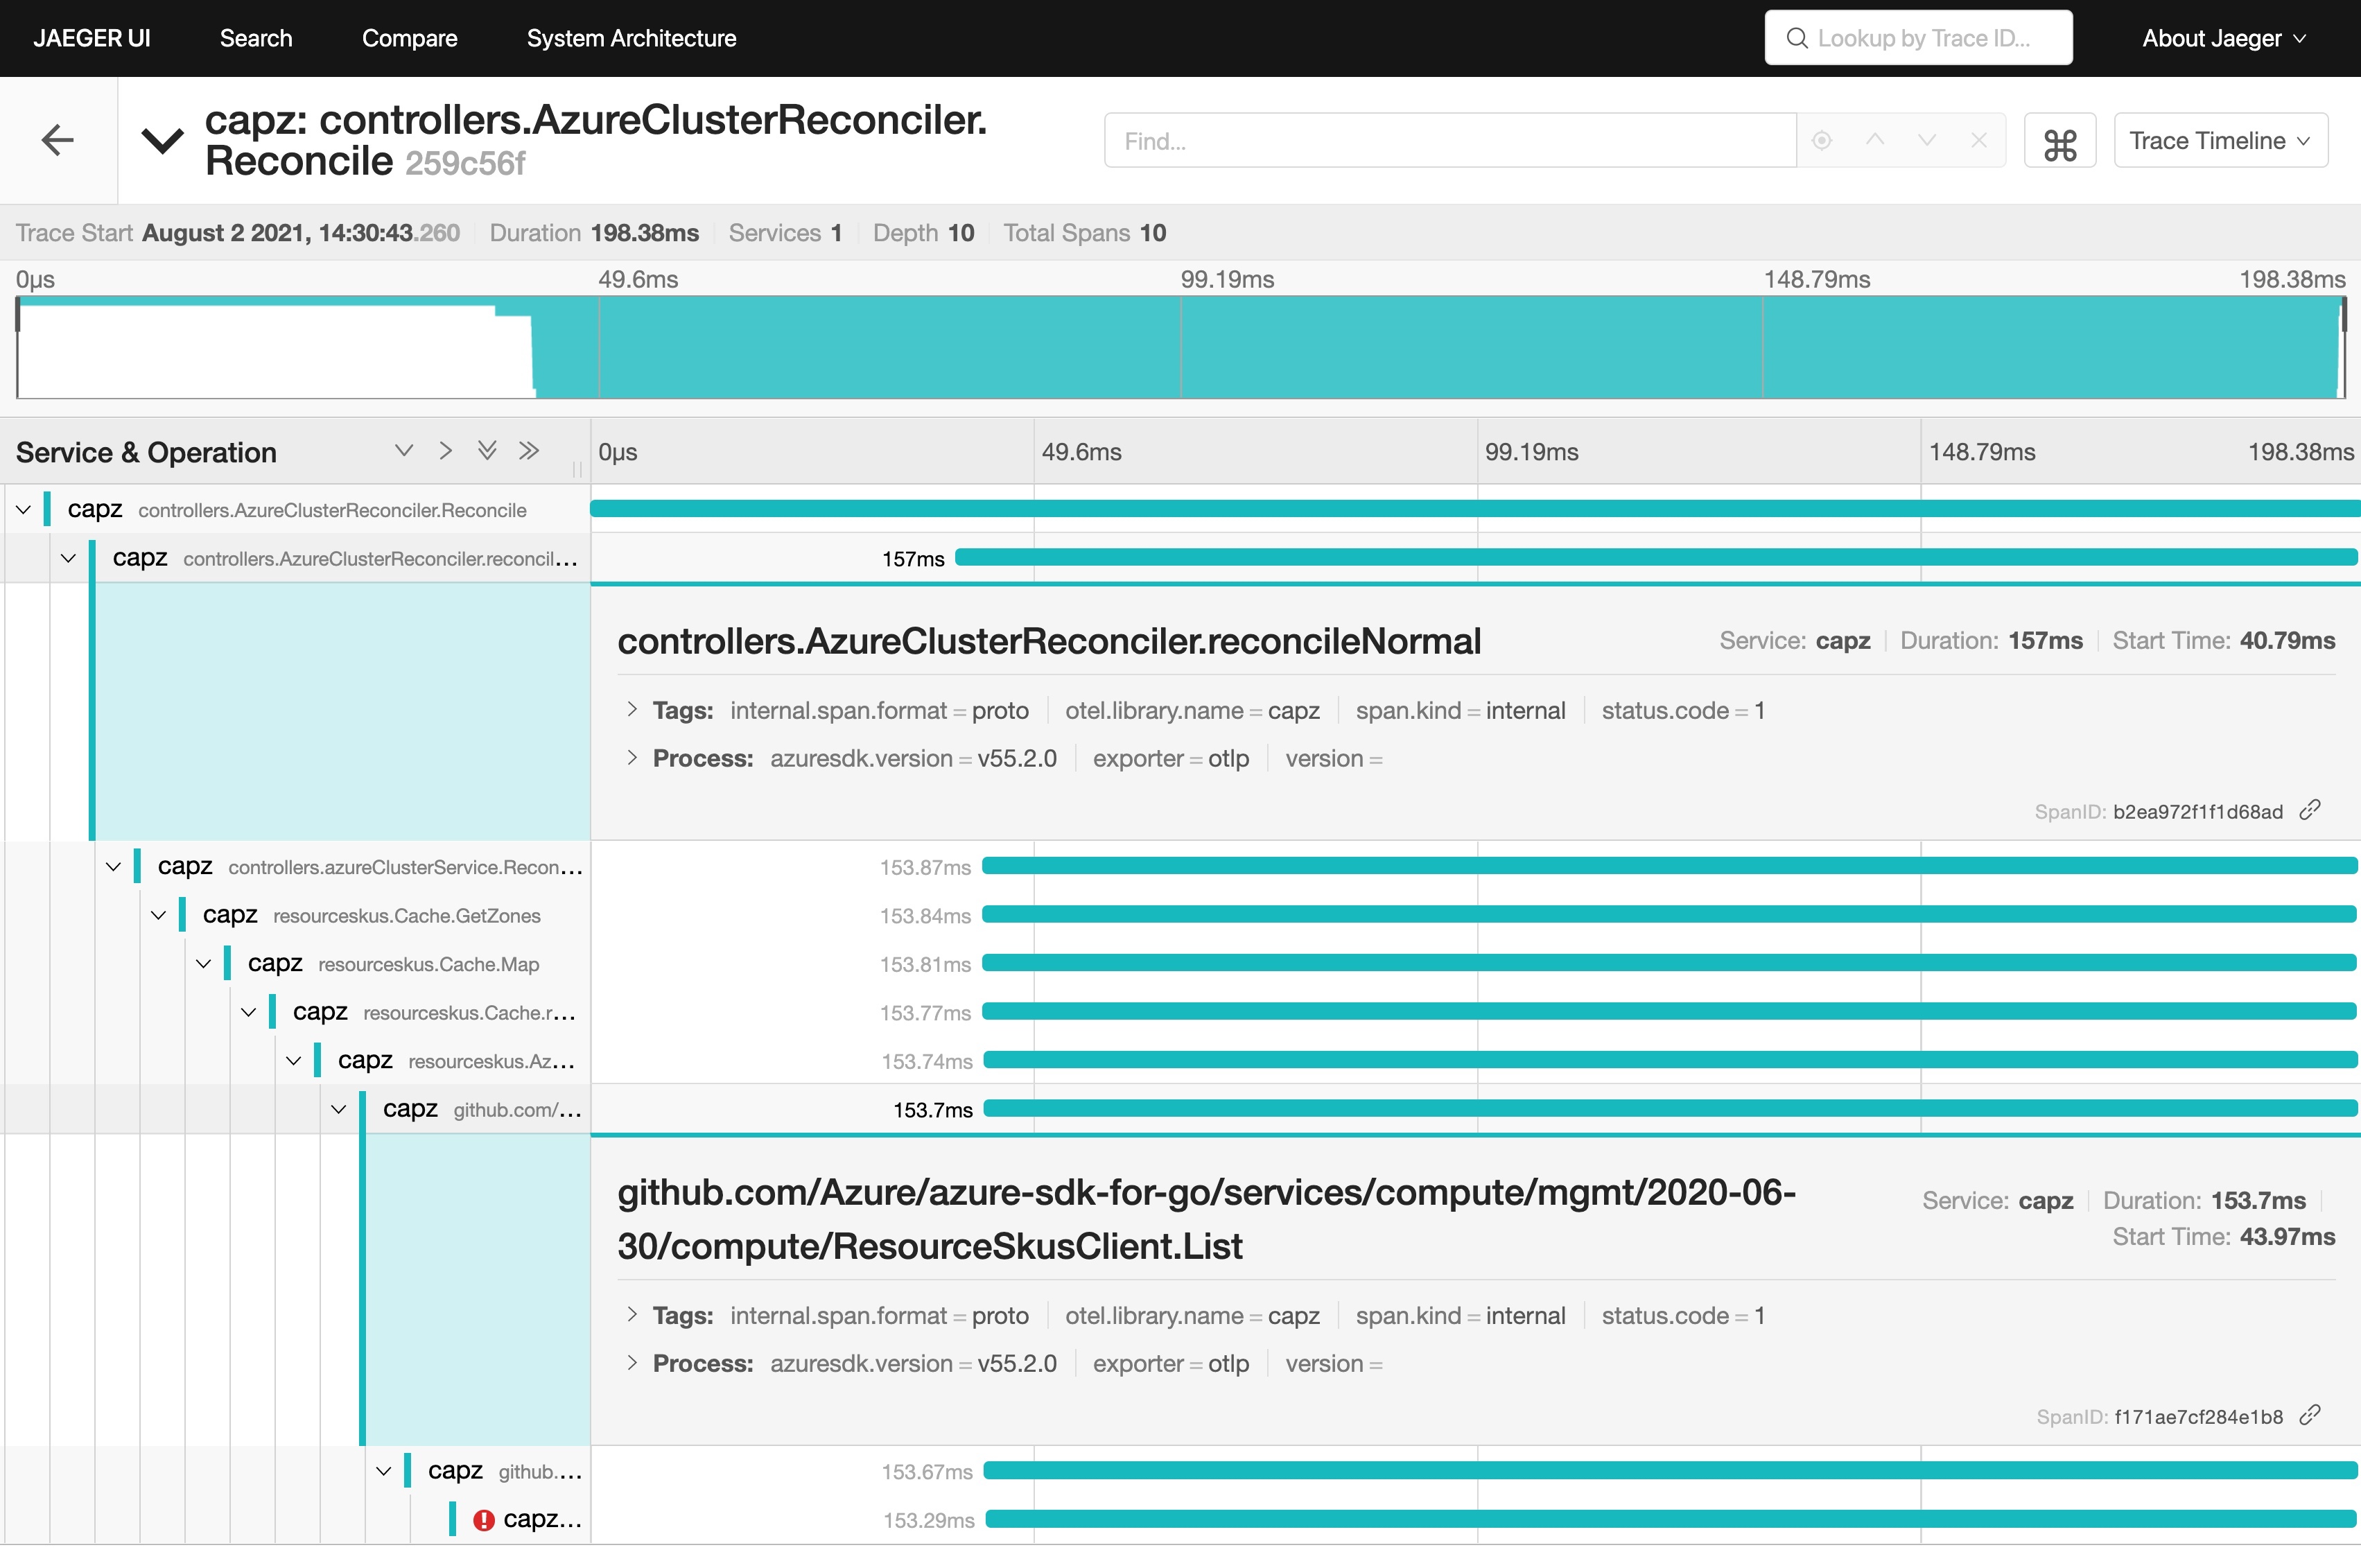 JAEGER UI Search Compare System Architecture Lookup by Trace ID... About Jaeger
capz: controllers.AzureClusterReconciler.
Reconcile 259c56f
Find... ⌘ Trace Timeline
Trace Start August 2 2021, 14:30:43.260 Duration 198.38ms Services 1 Depth 10 Total Spans 10
0μs 49.6ms 99.19ms 148.79ms 198.38ms
Service & Operation 0μs 49.6ms 99.19ms 148.79ms 198.38ms
capz controllers.AzureClusterReconciler.Reconcile
capz controllers.AzureClusterReconciler.reconcil... 157ms
controllers.AzureClusterReconciler.reconcileNormal Service: capz Duration: 157ms Start Time: 40.79ms
Tags: internal.span.format = proto otel.library.name = capz span.kind = internal status.code = 1
Process: azuresdk.version = v55.2.0 exporter = otlp version =
SpanID: b2ea972f1f1d68ad
capz controllers.azureClusterService.Recon... 153.87ms
capz resourceskus.Cache.GetZones 153.84ms
capz resourceskus.Cache.Map 153.81ms
capz resourceskus.Cache.r... 153.77ms
capz resourceskus.Az... 153.74ms
capz github.com/... 153.7ms
github.com/Azure/azure-sdk-for-go/services/compute/mgmt/2020-06- Service: capz Duration: 153.7ms
30/compute/ResourceSkusClient.List Start Time: 43.97ms
Tags: internal.span.format = proto otel.library.name = capz span.kind = internal status.code = 1
Process: azuresdk.version = v55.2.0 exporter = otlp version =
SpanID: f171ae7cf284e1b8
capz github.... 153.67ms
capz... 153.29ms